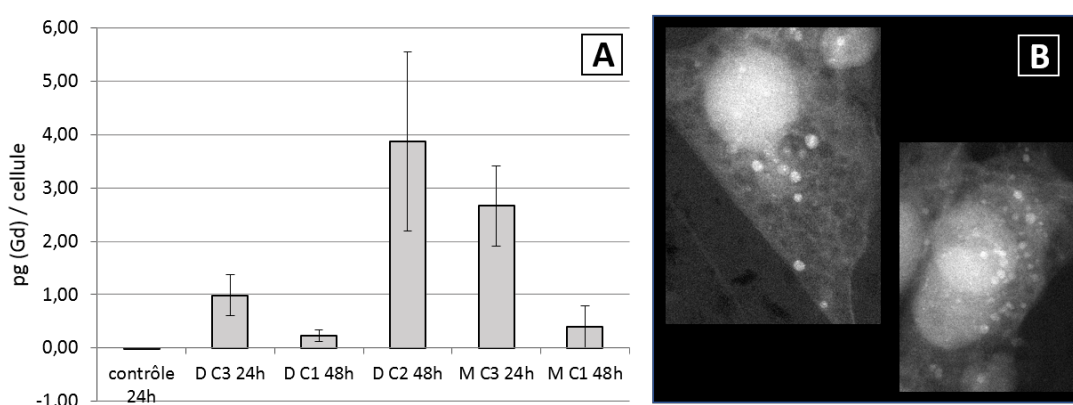 6,00
5,00
4,00
3,00
2,00
1,00
0,00
-1,00
pg (Gd) / cellule
A
contrôle
24h
D C3 24h
D C1 48h
D C2 48h
M C3 24h
M C1 48h
B